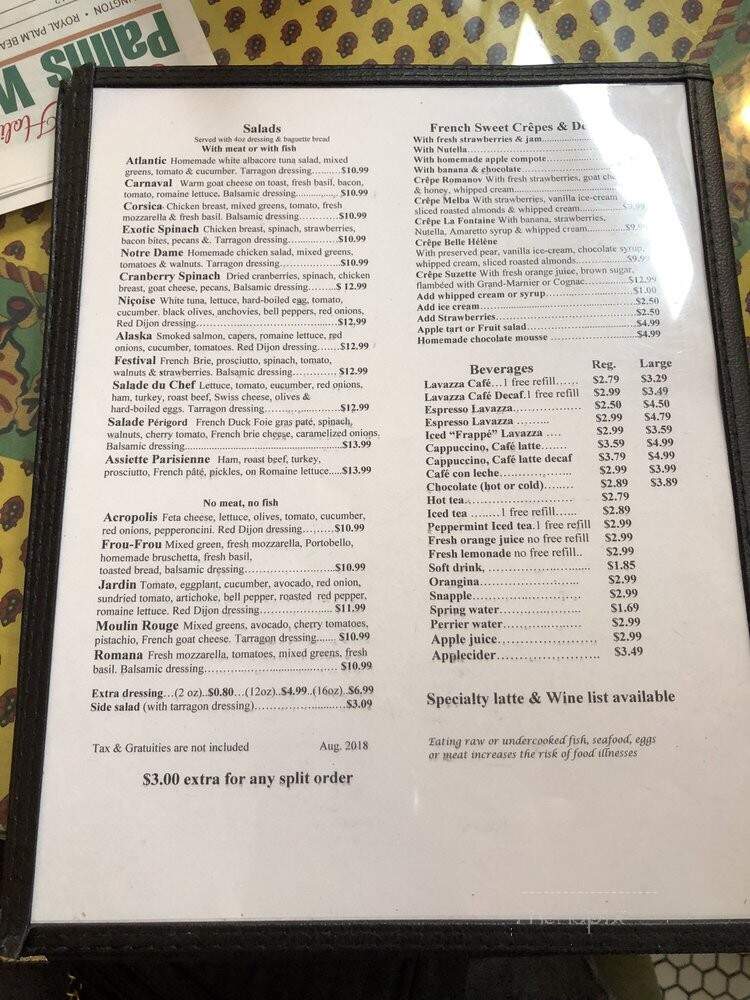 NGTON • ROYAL PALM BEA
Palms W
Itali
Salads
Served with 4oz dressing & baguette bread
With meat or with fish
Atlantic Homemade white albacore tuna salad, mixed
greens, tomato & cucumber. Tarragon dressing.........$10.99
Carnaval Warm goat cheese on toast, fresh basil, bacon,
tomato, romaine lettuce. Balsamic dressing............. $10.99
Corsica Chicken breast, mixed greens, tomato, fresh
mozzarella & fresh basil. Balsamic dressing............$10.99
Exotic Spinach Chicken breast, spinach, strawberries,
bacon bites, pecans &. Tarragon dressing...............$10.99
Notre Dame Homemade chicken salad, mixed greens,
tomatoes & walnuts. Tarragon dressing..................$10.99
Cranberry Spinach Dried cranberries, spinach, chicken
breast, goat cheese, pecans, Balsamic dressing.......$ 12.99
Niçoise White tuna, lettuce, hard-boiled egg, tomato,
cucumber. black olives, anchovies, bell peppers, red onions,
Red Dijon dressing........................................$12,99
Alaska Smoked salmon, capers, romaine lettuce, red
onions, cucumber, tomatoes. Red Dijon dressing.......$12.99
Festival French Brie, prosciutto, spinach, tomato,
walnuts & strawberries. Balsamic dressing............... $12.99
Salade du Chef Lettuce, tomato, cucumber, red onions,
ham, turkey, roast beef, Swiss cheese, olives &
hard-boiled eggs. Tarragon dressing......................$12.99
Salade Périgord French Duck Foie gras paté, spinach,
walnuts, cherry tomato, French brie cheese, caramelized onions.
Balsamic dressing...............................................$13.99
Assiette Parisienne Ham, roast beef, turkey,
prosciutto, French pâté, pickles, on Romaine lettuce.....$13.99
No meat, no fish
Acropolis Feta cheese, lettuce, olives, tomato, cucumber,
red onions, pepperoncini. Red Dijon dressing............$10.99
Frou-Frou Mixed green, fresh mozzarella, Portobello,
homemade bruschetta, fresh basil,
toasted bread, balsamic dressing..........................$10.99
Jardin Tomato, eggplant, cucumber, avocado, red onion,
sundried tomato, artichoke, bell pepper, roasted red pepper,
romaine lettuce. Red Dijon dressing..................... $11.99
Moulin Rouge Mixed greens, avocado, cherry tomatoes,
pistachio, French goat cheese. Tarragon dressing....... $10.99
Romana Fresh mozzarella, tomatoes, mixed greens, fresh
basil. Balsamic dressing..................................... $10.99
Extra dressing...(2 oz)..$0.80...(12oz)..$4.99..(16oz)..$6.99
Side salad (with tarragon dressing)........................$3.09
Tax & Gratuities are not included Aug. 2018
$3.00 extra for any split order
French Sweet Crêpes &
With fresh strawberries & jam
With Nutella
With homemade apple compote
With banana & chocolate
Crêpe Romanov With fresh strawberries, goat
& honey, whipped cream
Crêpe Melba With strawberries, vanilla ice-cream
sliced roasted almonds & whipped cream
Crêpe La Fontaine With banana, strawberries,
Nutella, Amaretto syrup & whipped cream
Crêpe Belle Hélène
With preserved pear, vanilla ice-cream, chocolate syrup,
whipped cream, sliced roasted almonds
Crêpe Suzette With fresh orange juice, brown sugar,
flambéed with Grand-Marnier or Cognac............$12.99
Add whipped cream or syrup........................$1.00
Add ice cream.........................................$2.50
Add Strawberries......................................$2.50
Apple tart or Fruit salad..............................$4.99
Homemade chocolate mousse ......................$4.99
Beverages Reg. Large
Lavazza Café...1 free refill...... $2.79 $3.29
Lavazza Café Decaf.1 free refill $2.99 $3.49
Espresso Lavazza.................. $2.50 $4.50
Espresso Lavazza ......... $2.99 $4.79
Iced “Frappé” Lavazza .... $2.99 $3.59
Cappuccino, Café latte....... $3.59 $4.99
Cappuccino, Café latte decaf $3.79 $4.99
Café con leche.................. $2.99 $3.99
Chocolate (hot or cold)....... $2.89 $3.89
Hot tea........................... $2.79
Iced tea ........1 free refill...... $2.89
Peppermint Iced tea.1 free refill $2.99
Fresh orange juice no free refill $2.99
Fresh lemonade no free refill.. $2.99
Soft drink, ....................... $1.85
Orangina......................... $2.99
Snapple........................... $2.99
Spring water..................... $1.69
Perrier water.................... $2.99
Apple juice...................... $2.99
Applecider....................... $3.49
Specialty latte & Wine list available
Eating raw or undercooked fish, seafood, eggs
or meat increases the risk of food illnesses
menupix